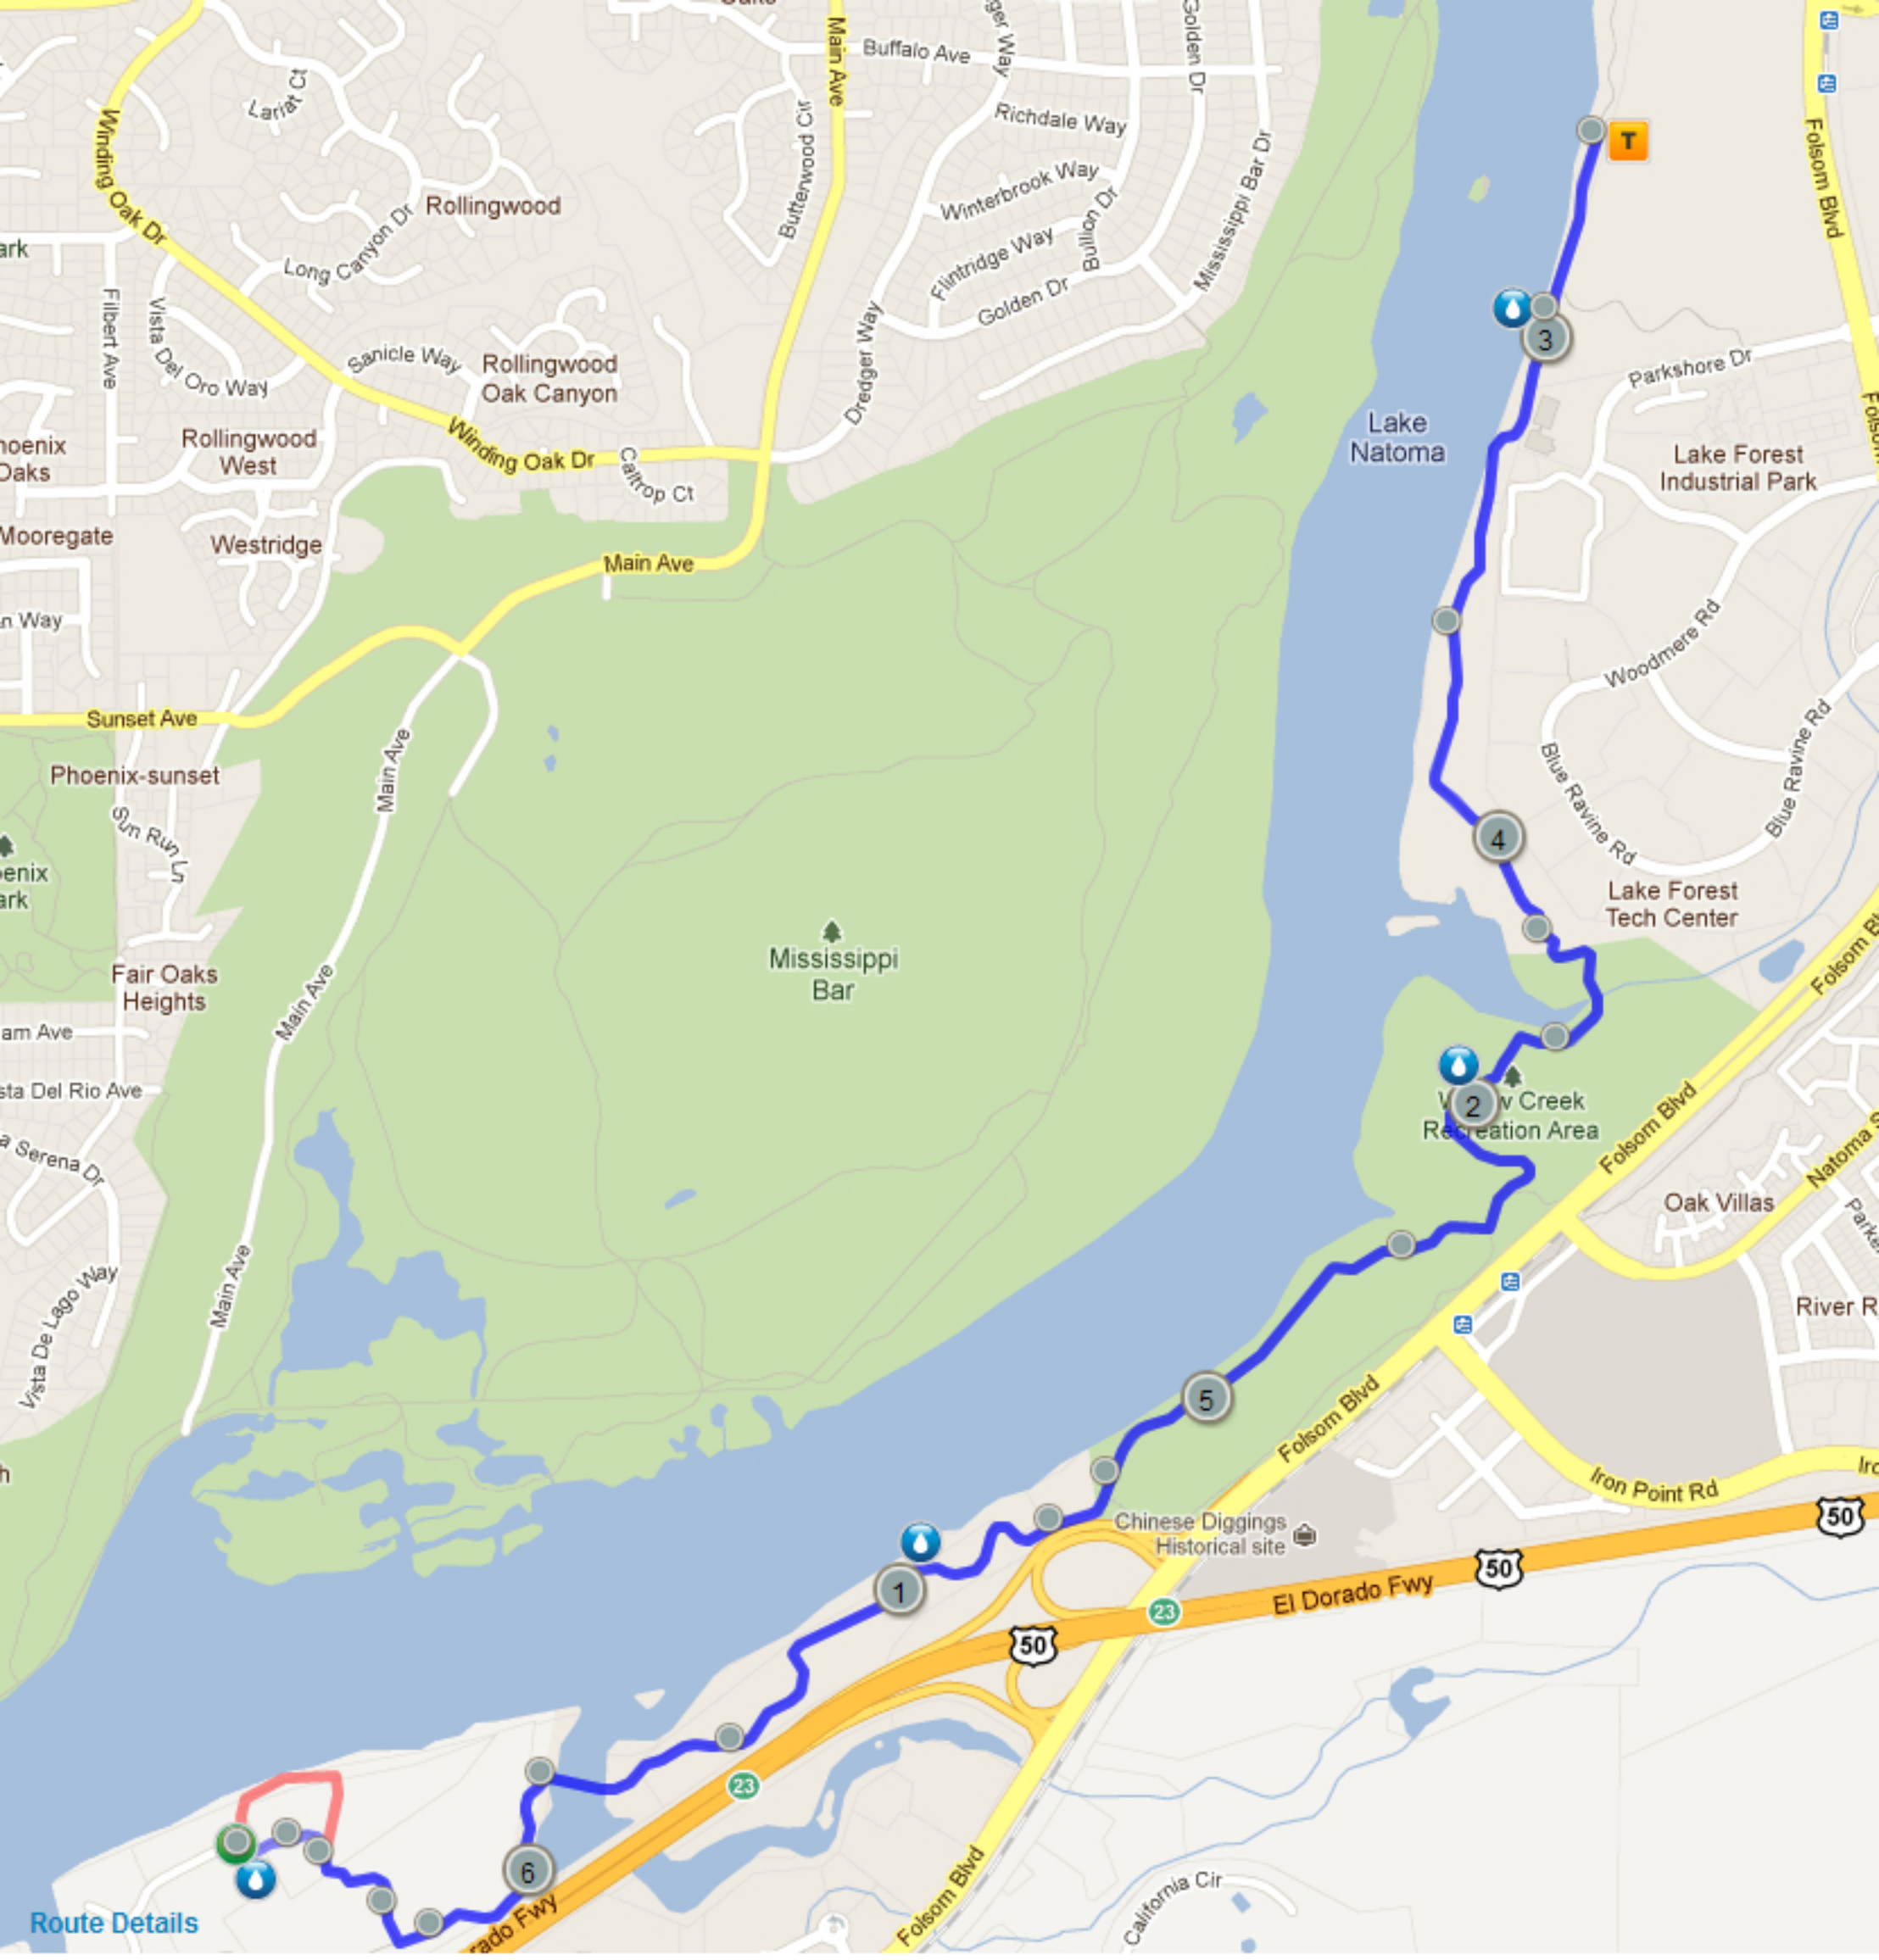 Main Ave
Buffalo Ave
Golden Dr
Lariat Ct
Butterwood Cir
Richdale Way
Folsom Blvd
T
Winding Oak Dr
Winterbrook Way
Mississippi Bar Dr
Rollingwood
Bullion Dr
Long Canyon Dr
Flintridge Way
Golden Dr
Filbert Ave
Vista Del Oro Way
Sanicle Way
Rollingwood
Oak Canyon
Dredger Way
3
Parkshore Dr
Lake
Natoma
Rollingwood
West
Winding Oak Dr
Caltrop Ct
Lake Forest
Industrial Park
Mooregate
Westridge
Main Ave
Woodmere Rd
Sunset Ave
Main Ave
Phoenix-sunset
Blue Ravine Rd
Blue Ravine Rd
Sun Run Ln
4
Lake Forest
Tech Center
Mississippi
Bar
Fair Oaks
Heights
Main Ave
am Ave
sta Del Rio Ave
2
w Creek
Recreation Area
Folsom Blvd
a Serena Dr
Oak Villas
Main Ave
Vista De Lago Way
River R
5
Folsom Blvd
Iron Point Rd
Chinese Diggings
Historical site
50
50
El Dorado Fwy
1
23
50
23
6
rado Fwy
Folsom Blvd
California Cir
Route Details